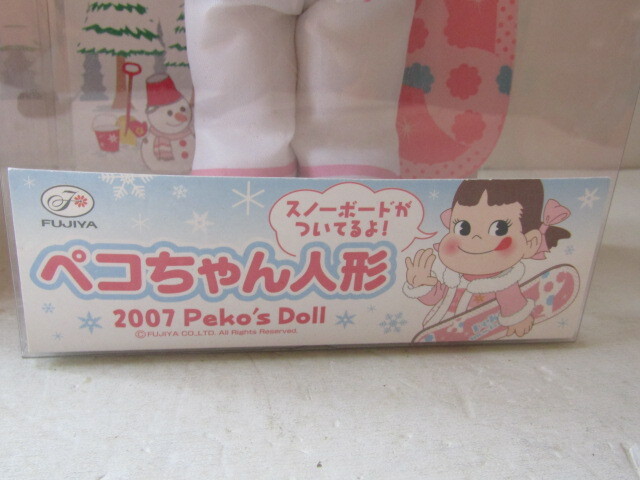 FUJIYA
スノーボードが
ついてるよ!
ペコちゃん人形
2007 Peko's Doll
©FUJIYA CO.,LTD. All Rights Reserved.